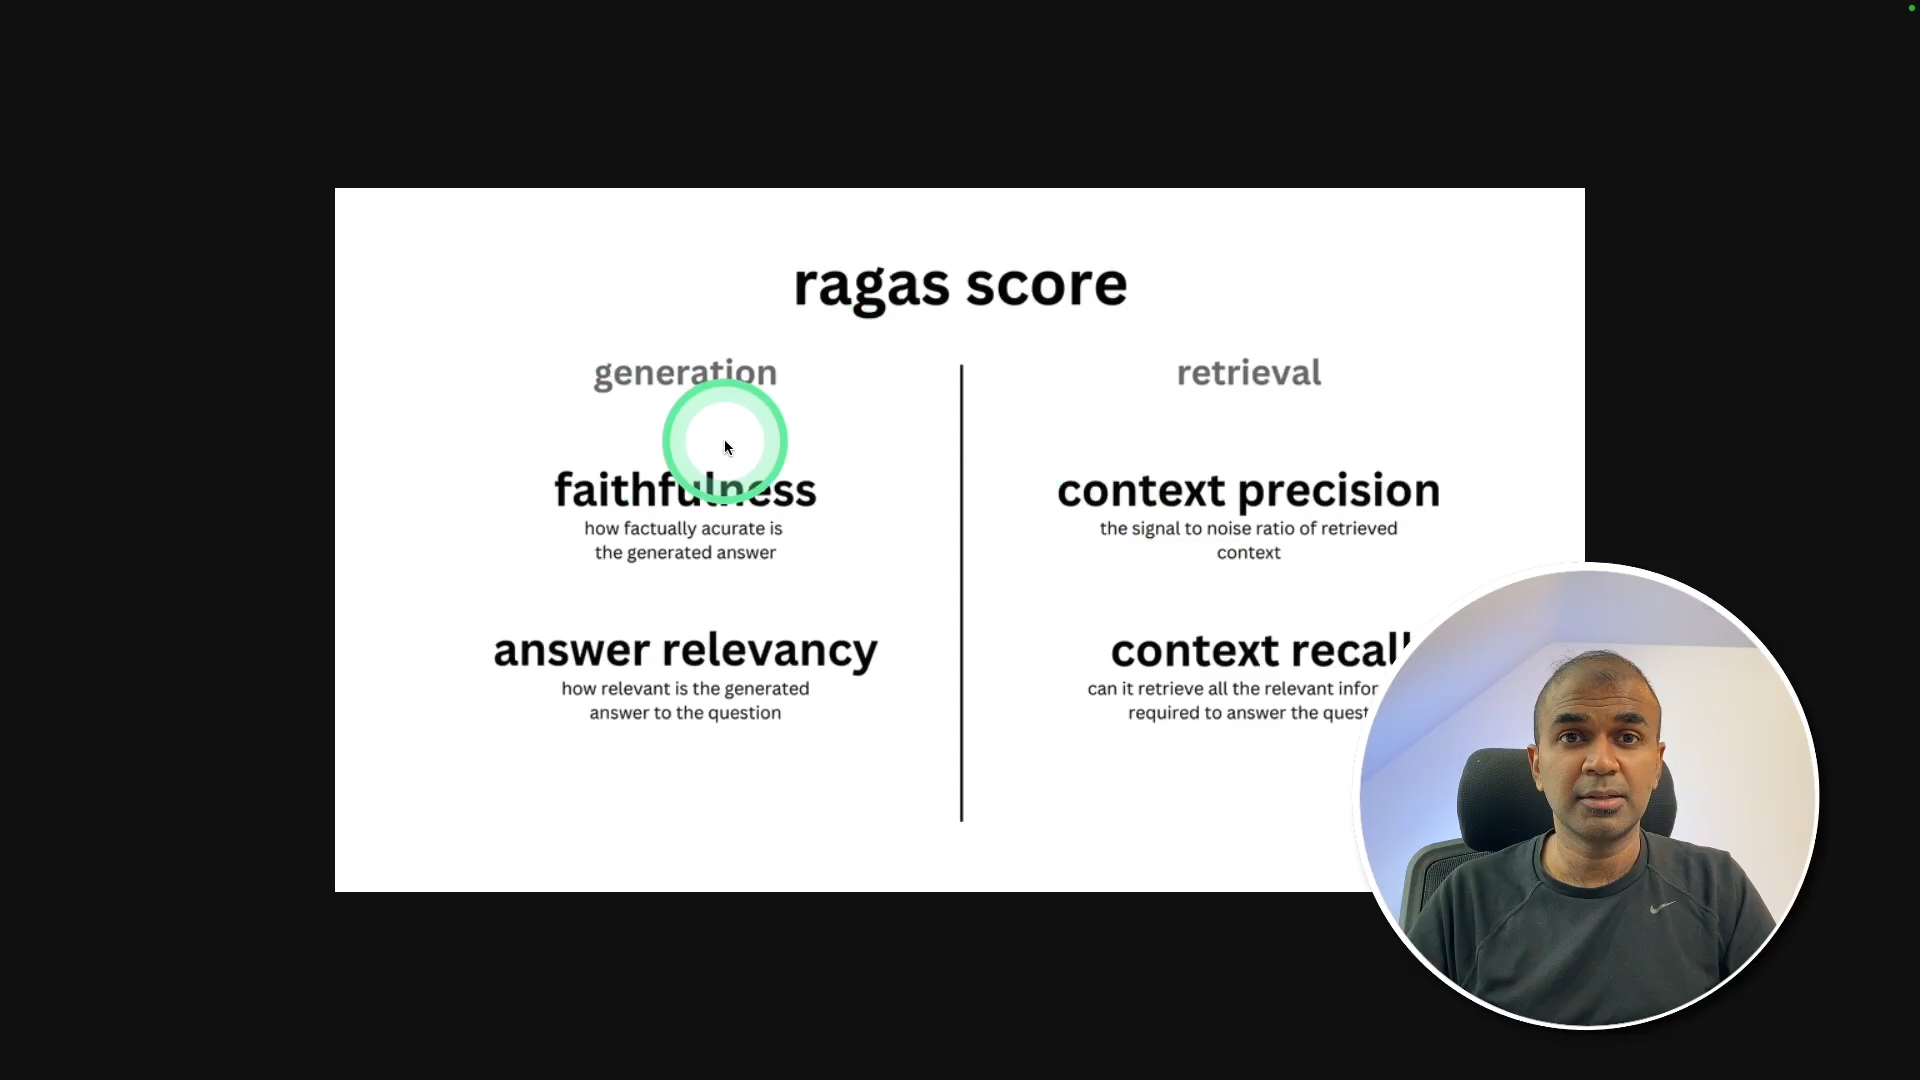 ragas score
generation
faithfulness
how factually acurate is
the generated answer
answer relevancy
how relevant is the generated
answer to the question
retrieval
context precision
the signal to noise ratio of retrieved
context
context recall
can it retrieve all the relevant
required to answer the